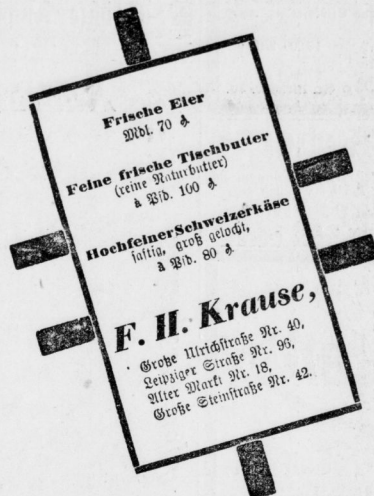 Frische Eier
Mdl. 70 ₰
Feine frische Tischbutter
(reine Naturbutter)
à Pfd. 100 ₰
Hochfeiner Schweizerkäse
saftig, groß gelocht,
à Pfd. 80 ₰
F. H. Krause,
Große Ulrichstraße Nr. 40,
Leipziger Straße Nr. 96,
Alter Markt Nr. 18,
Große Steinstraße Nr. 42.